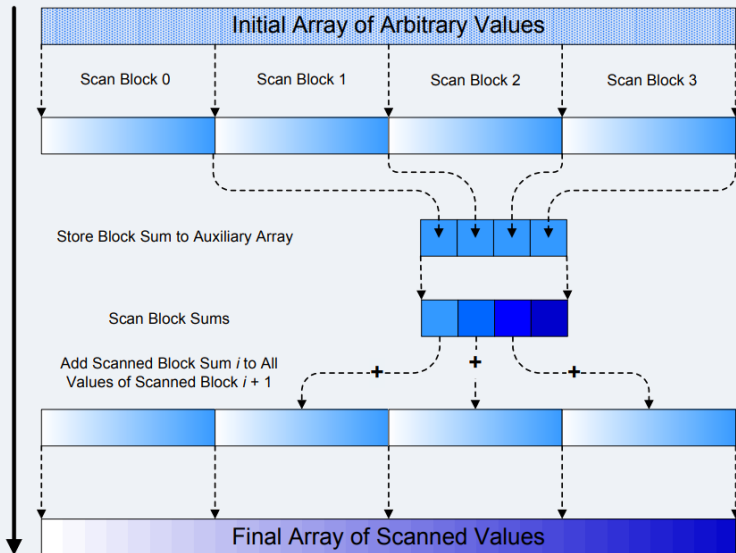 Initial Array of Arbitrary Values
Scan Block 0
Scan Block 1
Scan Block 2
Scan Block 3
Store Block Sum to Auxiliary Array
Scan Block Sums
Add Scanned Block Sum i to All
Values of Scanned Block i + 1
+
+
+
Final Array of Scanned Values